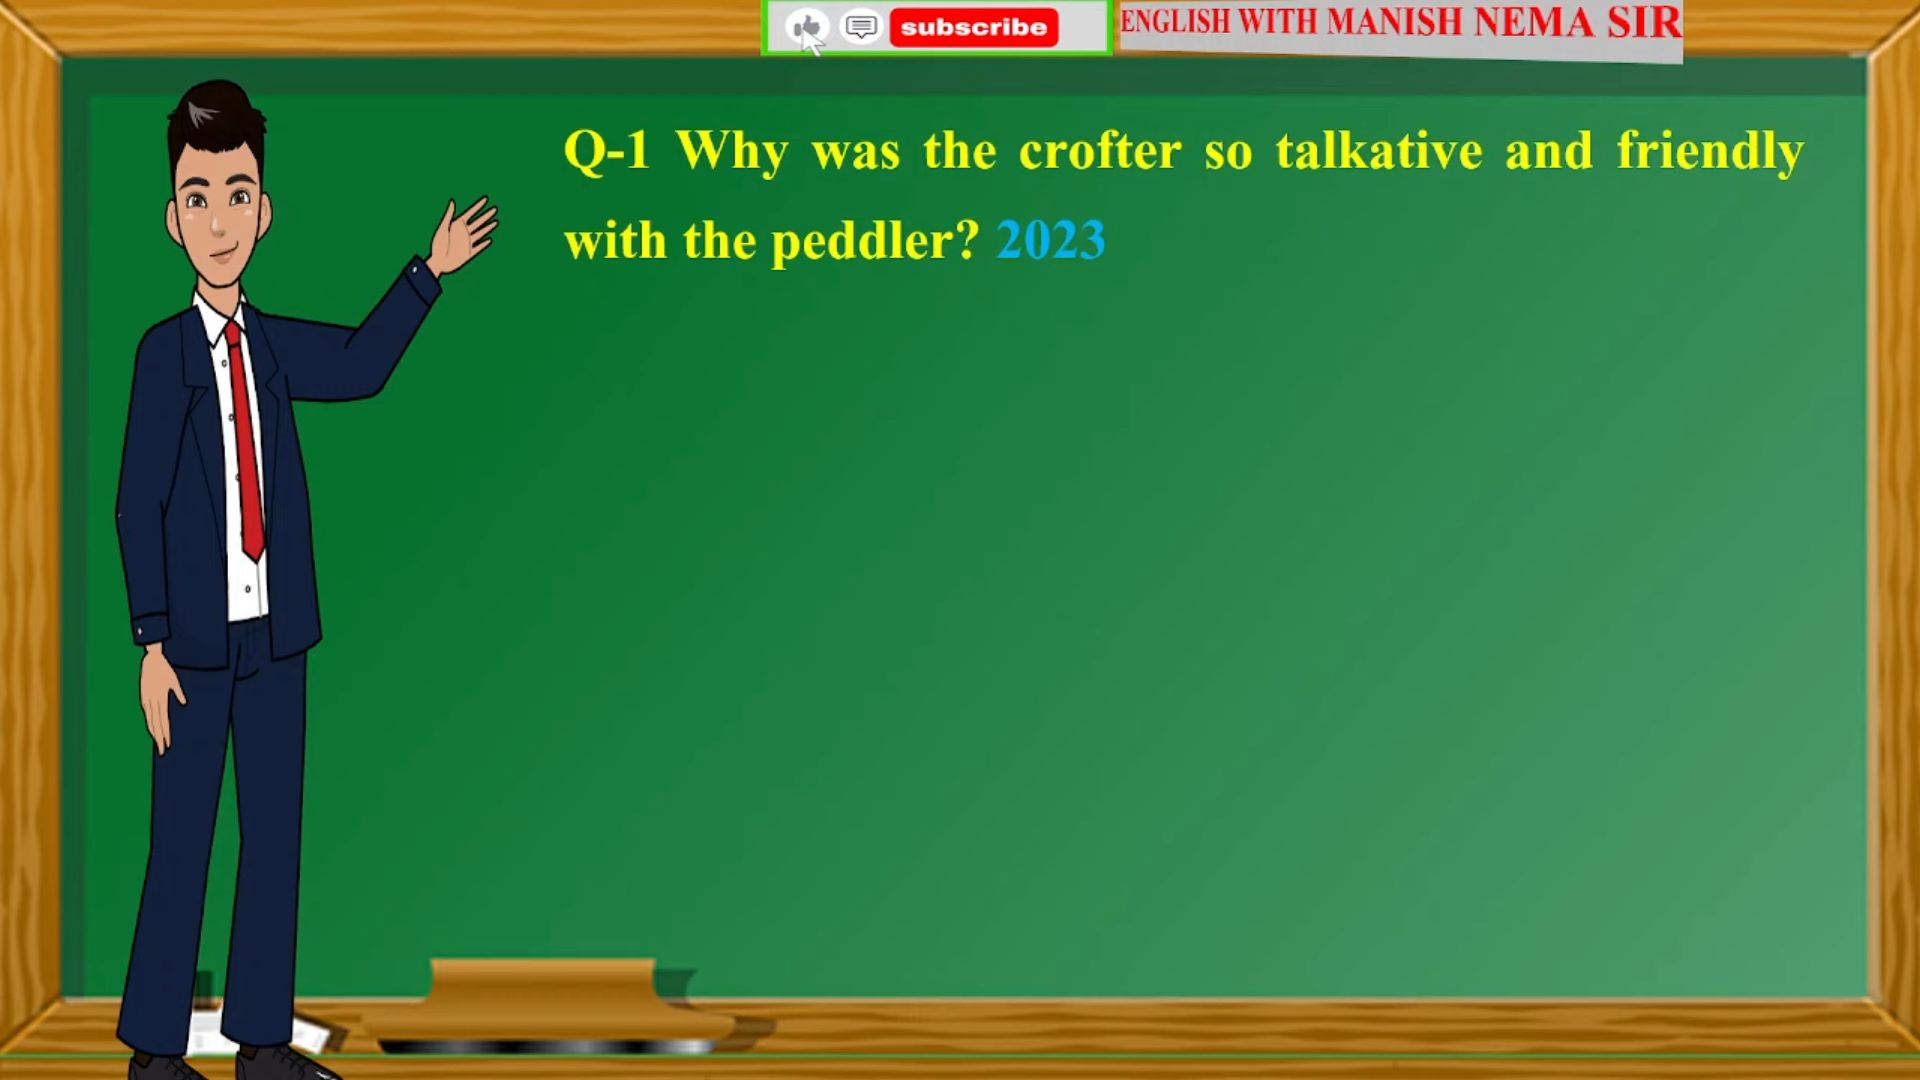 subscribe
ENGLISH WITH MANISH NEMA SIR
Q-1 Why was the crofter so talkative and friendly
with the peddler? 2023